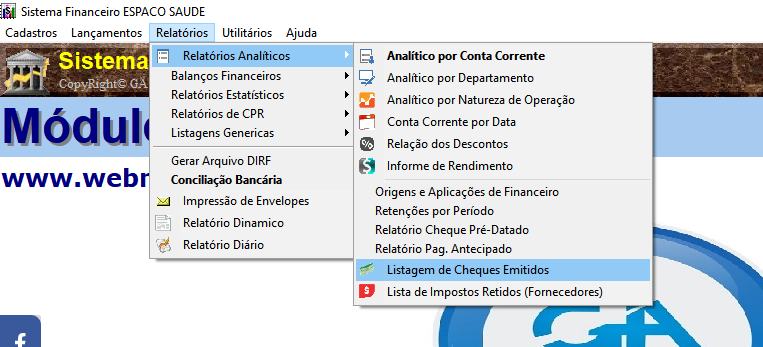 Sistema Financeiro ESPACO SAUDE
Cadastros Lançamentos Relatórios Utilitários Ajuda
Sistema
CopyRight© GA
Módul
www.webn
Relatórios Analíticos
Balanços Financeiros
Relatórios Estatísticos
Relatórios de CPR
Listagens Genericas
Gerar Arquivo DIRF
Conciliação Bancária
Impressão de Envelopes
Relatório Dinamico
Relatório Diário
Analítico por Conta Corrente
Analítico por Departamento
Analítico por Natureza de Operação
Conta Corrente por Data
Relação dos Descontos
Informe de Rendimento
Origens e Aplicações de Financeiro
Retenções por Período
Relatório Cheque Pré-Datado
Relatório Pag. Antecipado
Listagem de Cheques Emitidos
Lista de Impostos Retidos (Fornecedores)
GA